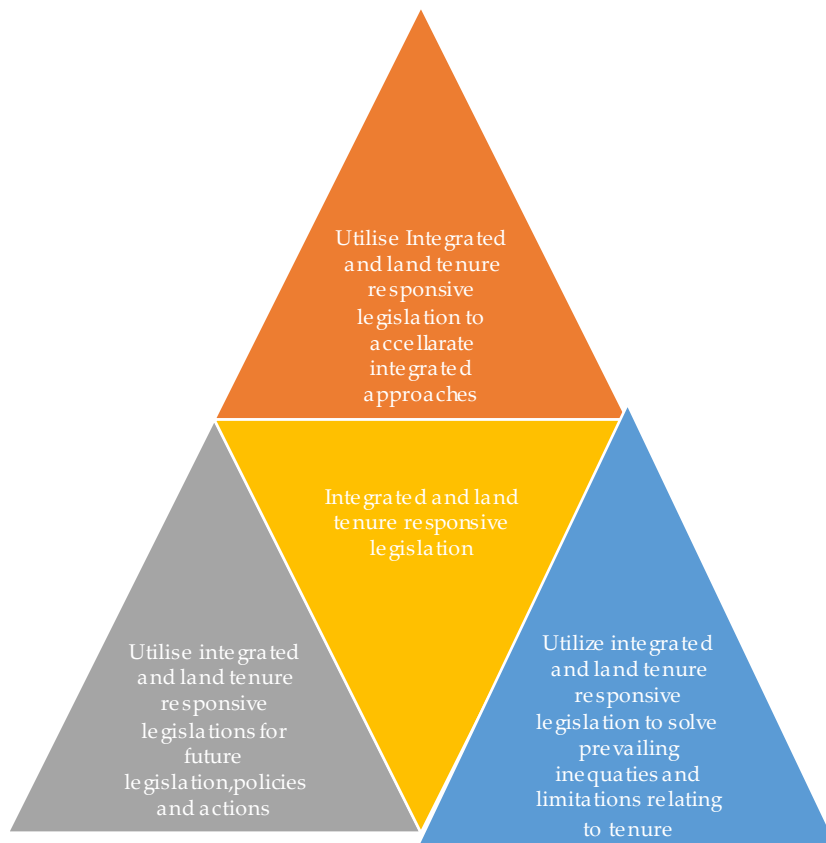 Utilise Integrated
and land tenure
responsive
legislation to
accellarate
integrated
approaches
Integrated and land
tenure responsive
legislation
Utilise integrated
and land tenure
responsive
legislations for
future
legislation,policies
and actions
Utilize integrated
and land tenure
responsive
legislation to solve
prevailing
inequaties and
limitations relating
to tenure